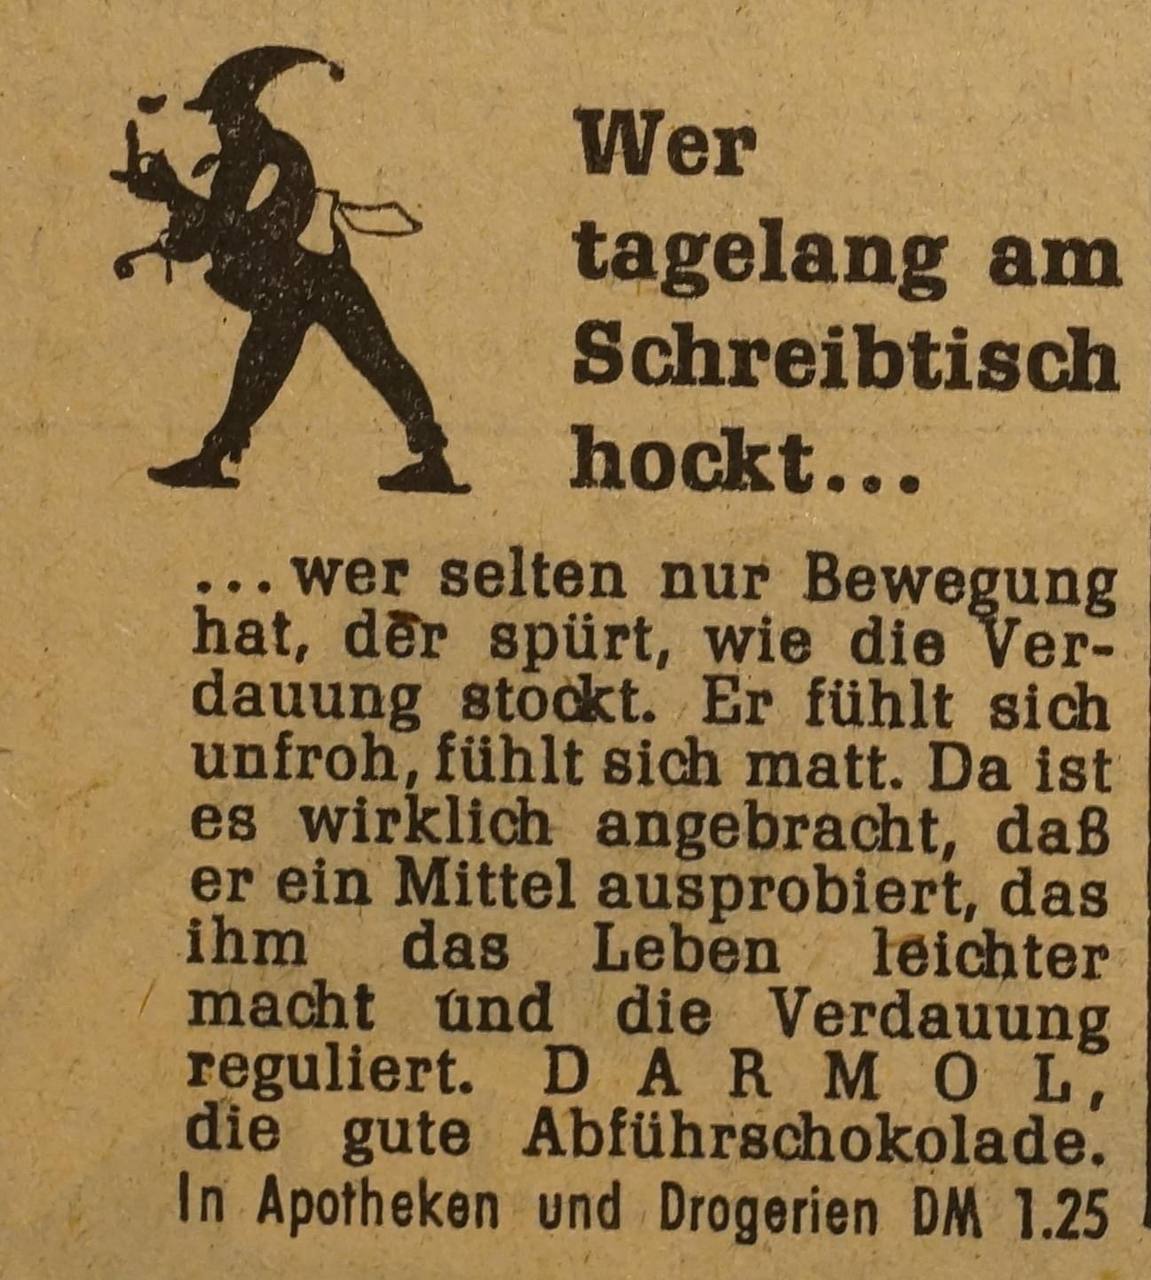 Wer
tagelang am
Schreibtisch
hockt...
...wer selten nur Bewegung
hat, der spürt, wie die Ver-
dauung stockt. Er fühlt sich
unfroh, fühlt sich matt. Da ist
es wirklich angebracht, daß
er ein Mittel ausprobiert, das
ihm das Leben leichter
macht und die Verdauung
reguliert. D A R M O L,
die gute Abführschokolade.
In Apotheken und Drogerien DM 1.25